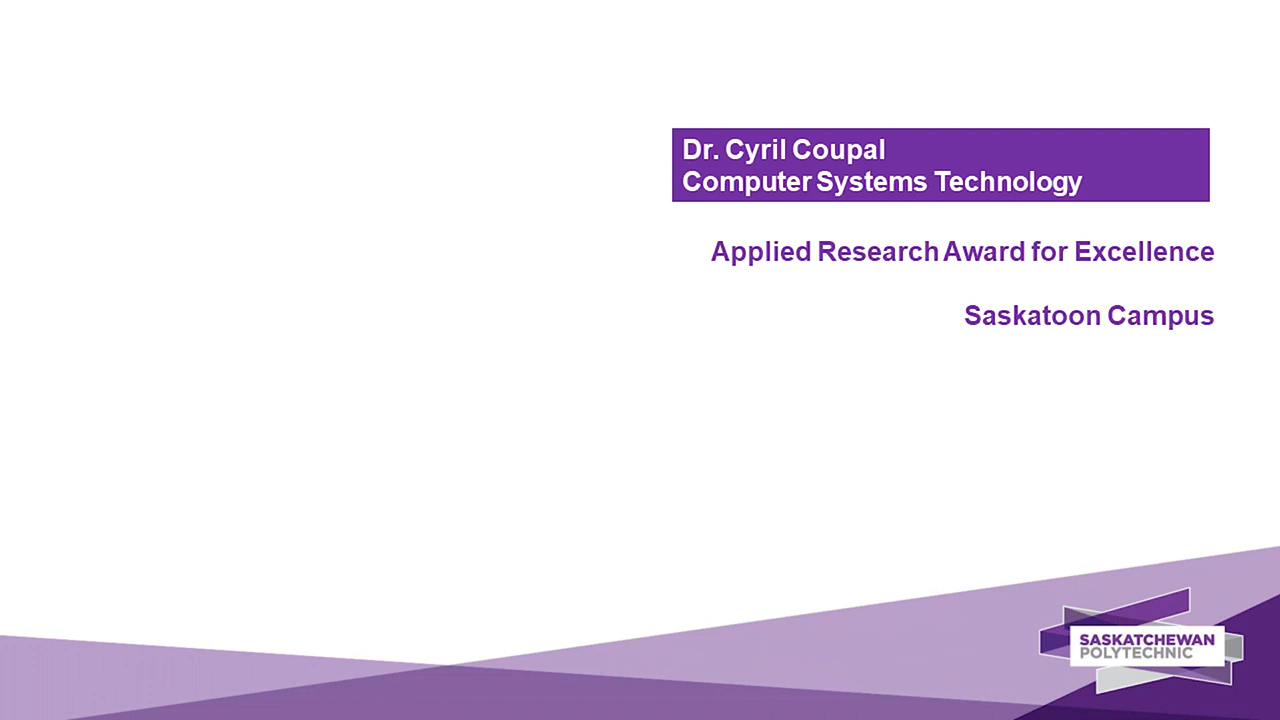 Dr. Cyril Coupal
Computer Systems Technology
Applied Research Award for Excellence
Saskatoon Campus
SASKATCHEWAN
POLYTECHNIC